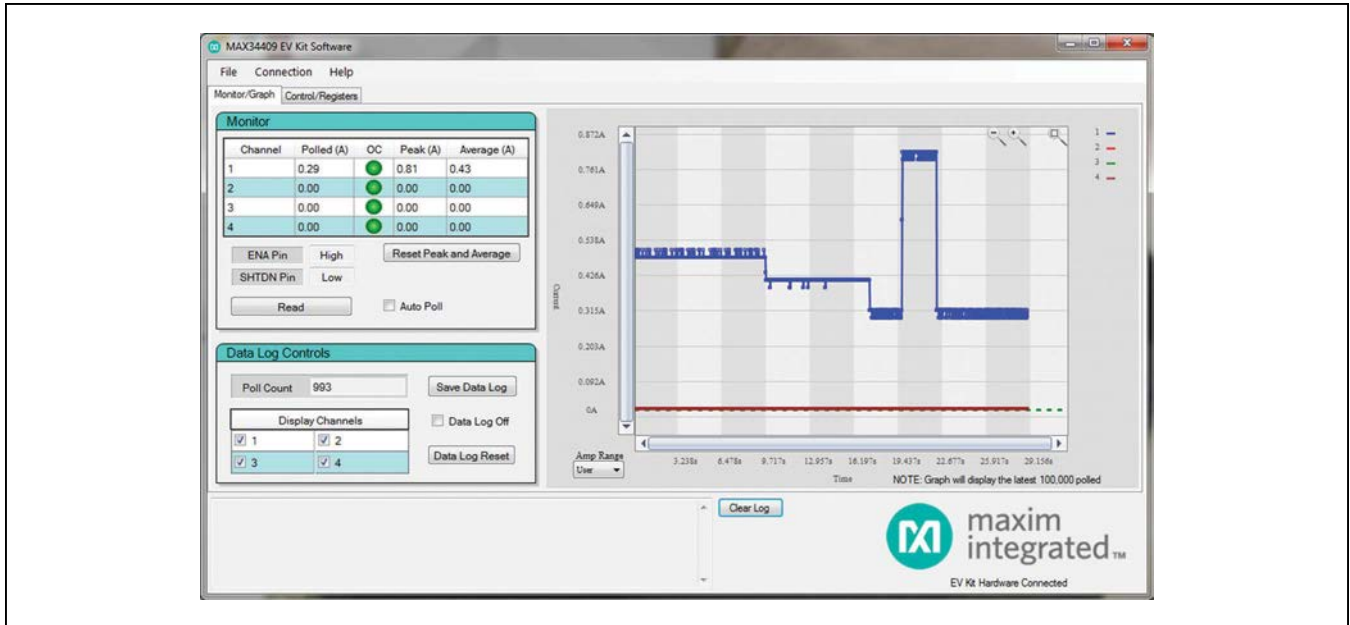 MAX34409 EV Kit Software
File Connection Help
Monitor/Graph Control/Registers
Monitor
Channel Polled (A) OC Peak (A) Average (A)
1 0.29 0.81 0.43
2 0.00 0.00 0.00
3 0.00 0.00 0.00
4 0.00 0.00 0.00
ENA Pin High Reset Peak and Average
SHTDN Pin Low
Read Auto Poll
Data Log Controls
Poll Count 993 Save Data Log
Display Channels Data Log Off
1 2
3 4 Data Log Reset
0.872A
0.761A
0.649A
0.538A
0.426A
0.315A
0.203A
0.092A
0A
Current
1
2
3
4
Amp Range
User
3.238s 6.478s 9.717s 12.957s 16.197s 19.437s 22.677s 25.917s 29.156s
Time NOTE: Graph will display the latest 100,000 polled
Clear Log
maxim
integrated™
EV Kit Hardware Connected